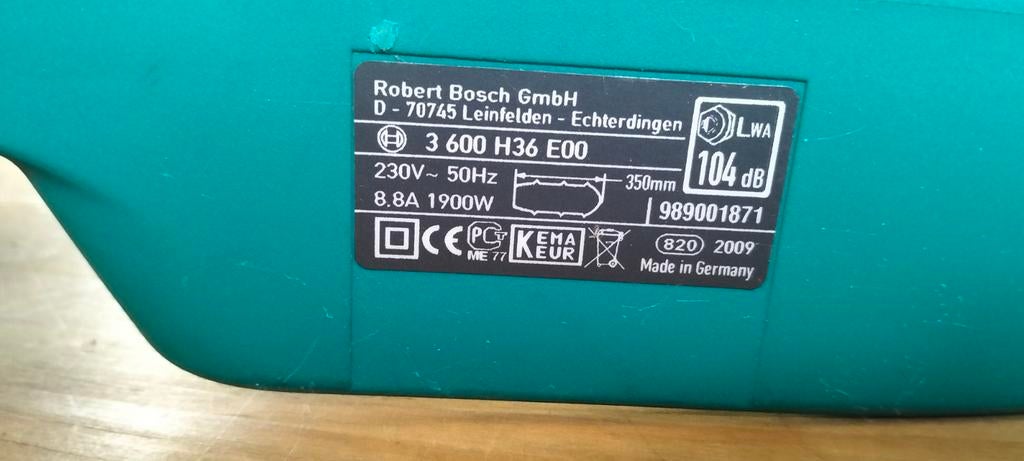 Robert Bosch GmbH
D - 70745 Leinfelden - Echterdingen
LWA
104 dB
3 600 H36 E00
230V~ 50Hz
8.8A 1900W
350mm
989001871
CE
PCT
ME 77
KEMA
KEUR
820 2009
Made in Germany